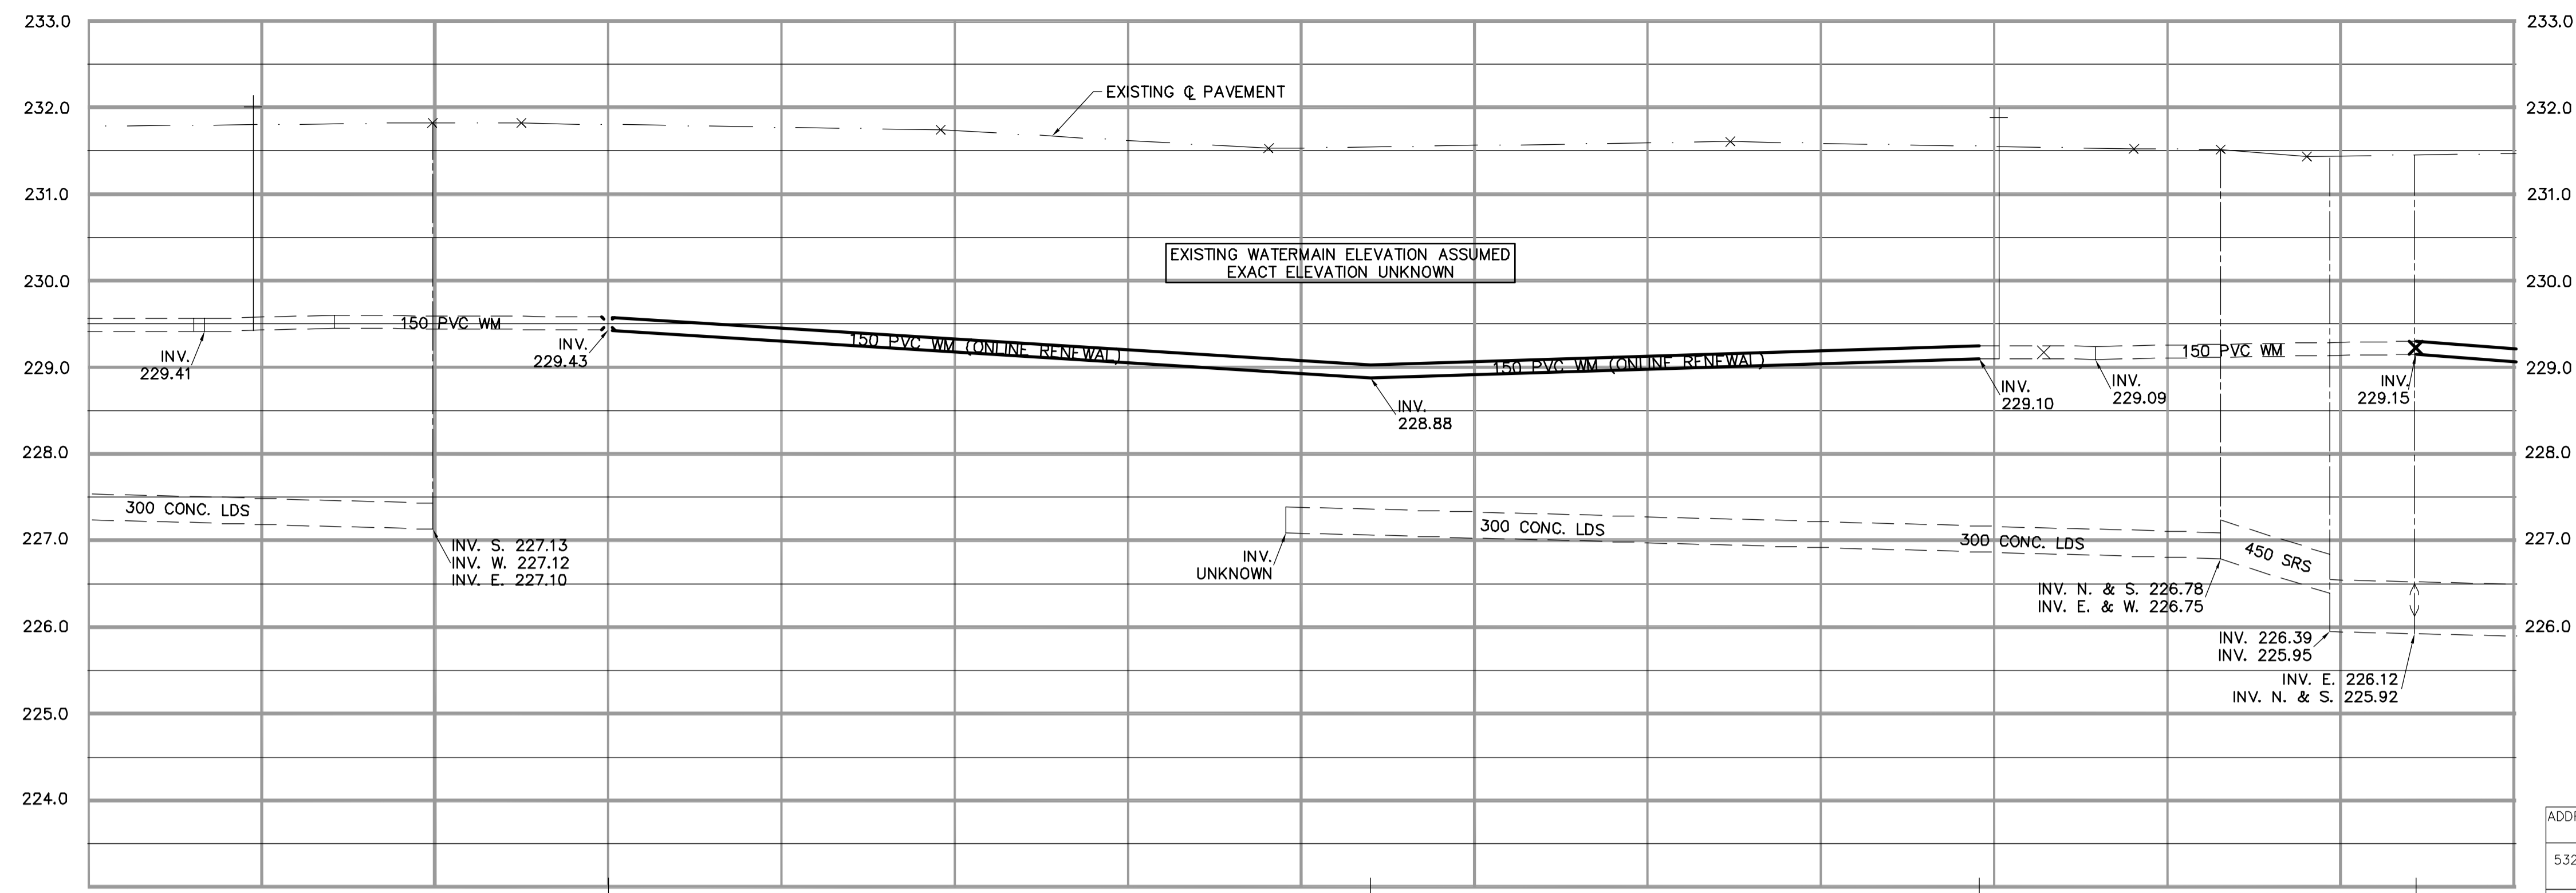 233.0
233.0
232.0
232.0
231.0
231.0
230.0
230.0
229.0
229.0
228.0
228.0
227.0
227.0
226.0
226.0
225.0
224.0
EXISTING ℄ PAVEMENT
EXISTING WATERMAIN ELEVATION ASSUMED
EXACT ELEVATION UNKNOWN
150 PVC WM
INV.
229.41
INV.
229.43
150 PVC WM (ONLINE RENEWAL)
INV.
228.88
150 PVC WM (ONLINE RENEWAL)
INV.
229.10
INV.
229.09
150 PVC WM
INV.
229.15
300 CONC. LDS
INV. S. 227.13
INV. W. 227.12
INV. E. 227.10
INV.
UNKNOWN
300 CONC. LDS
300 CONC. LDS
450 SRS
INV. N. & S. 226.78
INV. E. & W. 226.75
INV. 226.39
INV. 225.95
INV. E. 226.12
INV. N. & S. 225.92